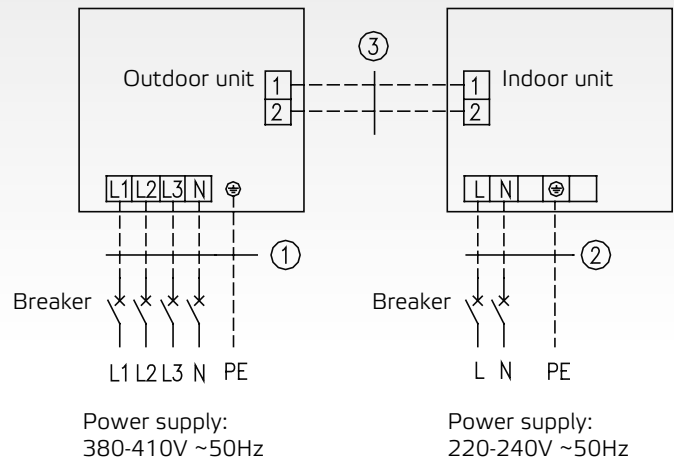 ③
Outdoor unit 1 1 Indoor unit
2 2
L1 L2 L3 N L N
① ②
Breaker Breaker
L1 L2 L3 N PE L N PE
Power supply:
380-410V ~50Hz
Power supply:
220-240V ~50Hz